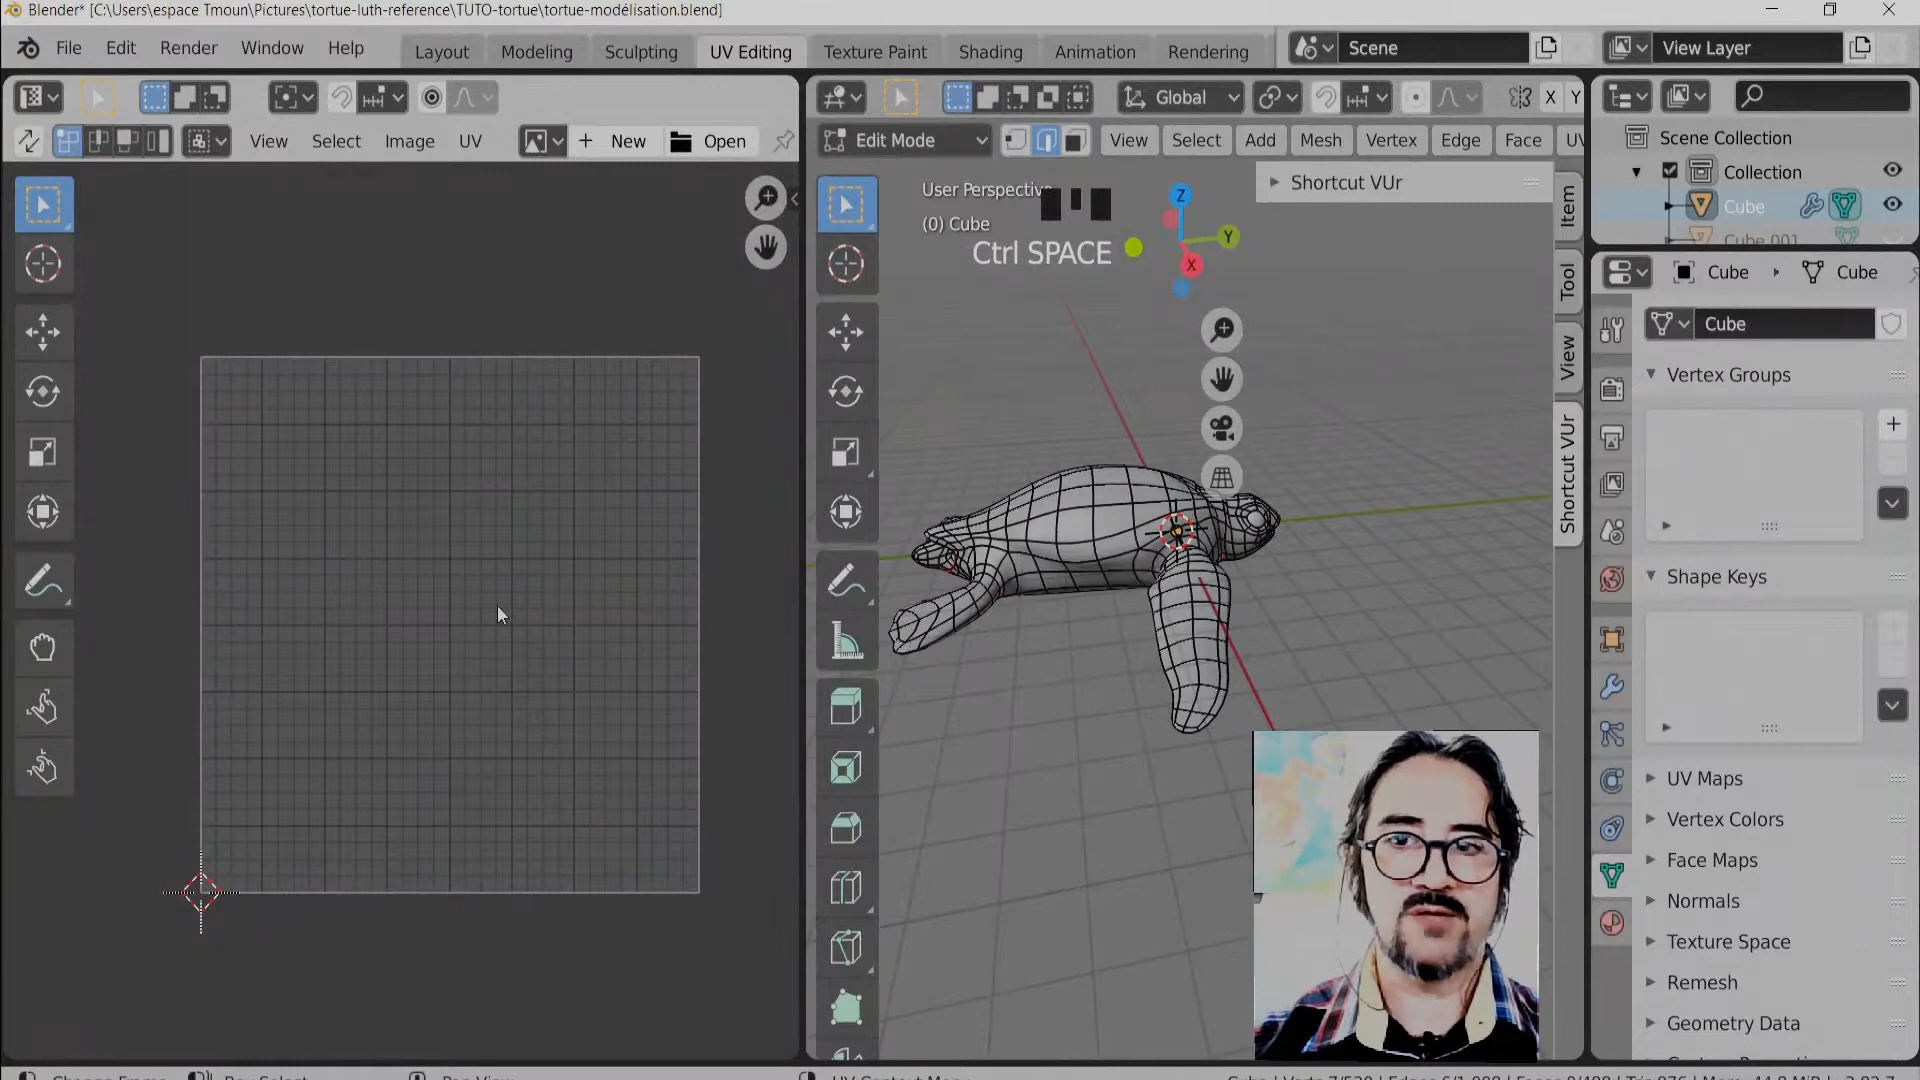 Blender* [C:\Users\espace Tmoun\Pictures\tortue-luth-reference\TUTO-tortue\tortue-modélisation.blend]
File Edit Render Window Help Layout Modeling Sculpting UV Editing Texture Paint Shading Animation Rendering Scene View Layer
Global X Y
View Select Image UV + New Open Edit Mode View Select Add Mesh Vertex Edge Face UV
Scene Collection
Collection
Cube
Cube.001
User Perspective
(0) Cube
Ctrl SPACE
Shortcut VUr
Z
Y
X
Item
Tool
View
Shortcut VUr
Cube Cube
Cube
Vertex Groups
Shape Keys
UV Maps
Vertex Colors
Face Maps
Normals
Texture Space
Remesh
Geometry Data